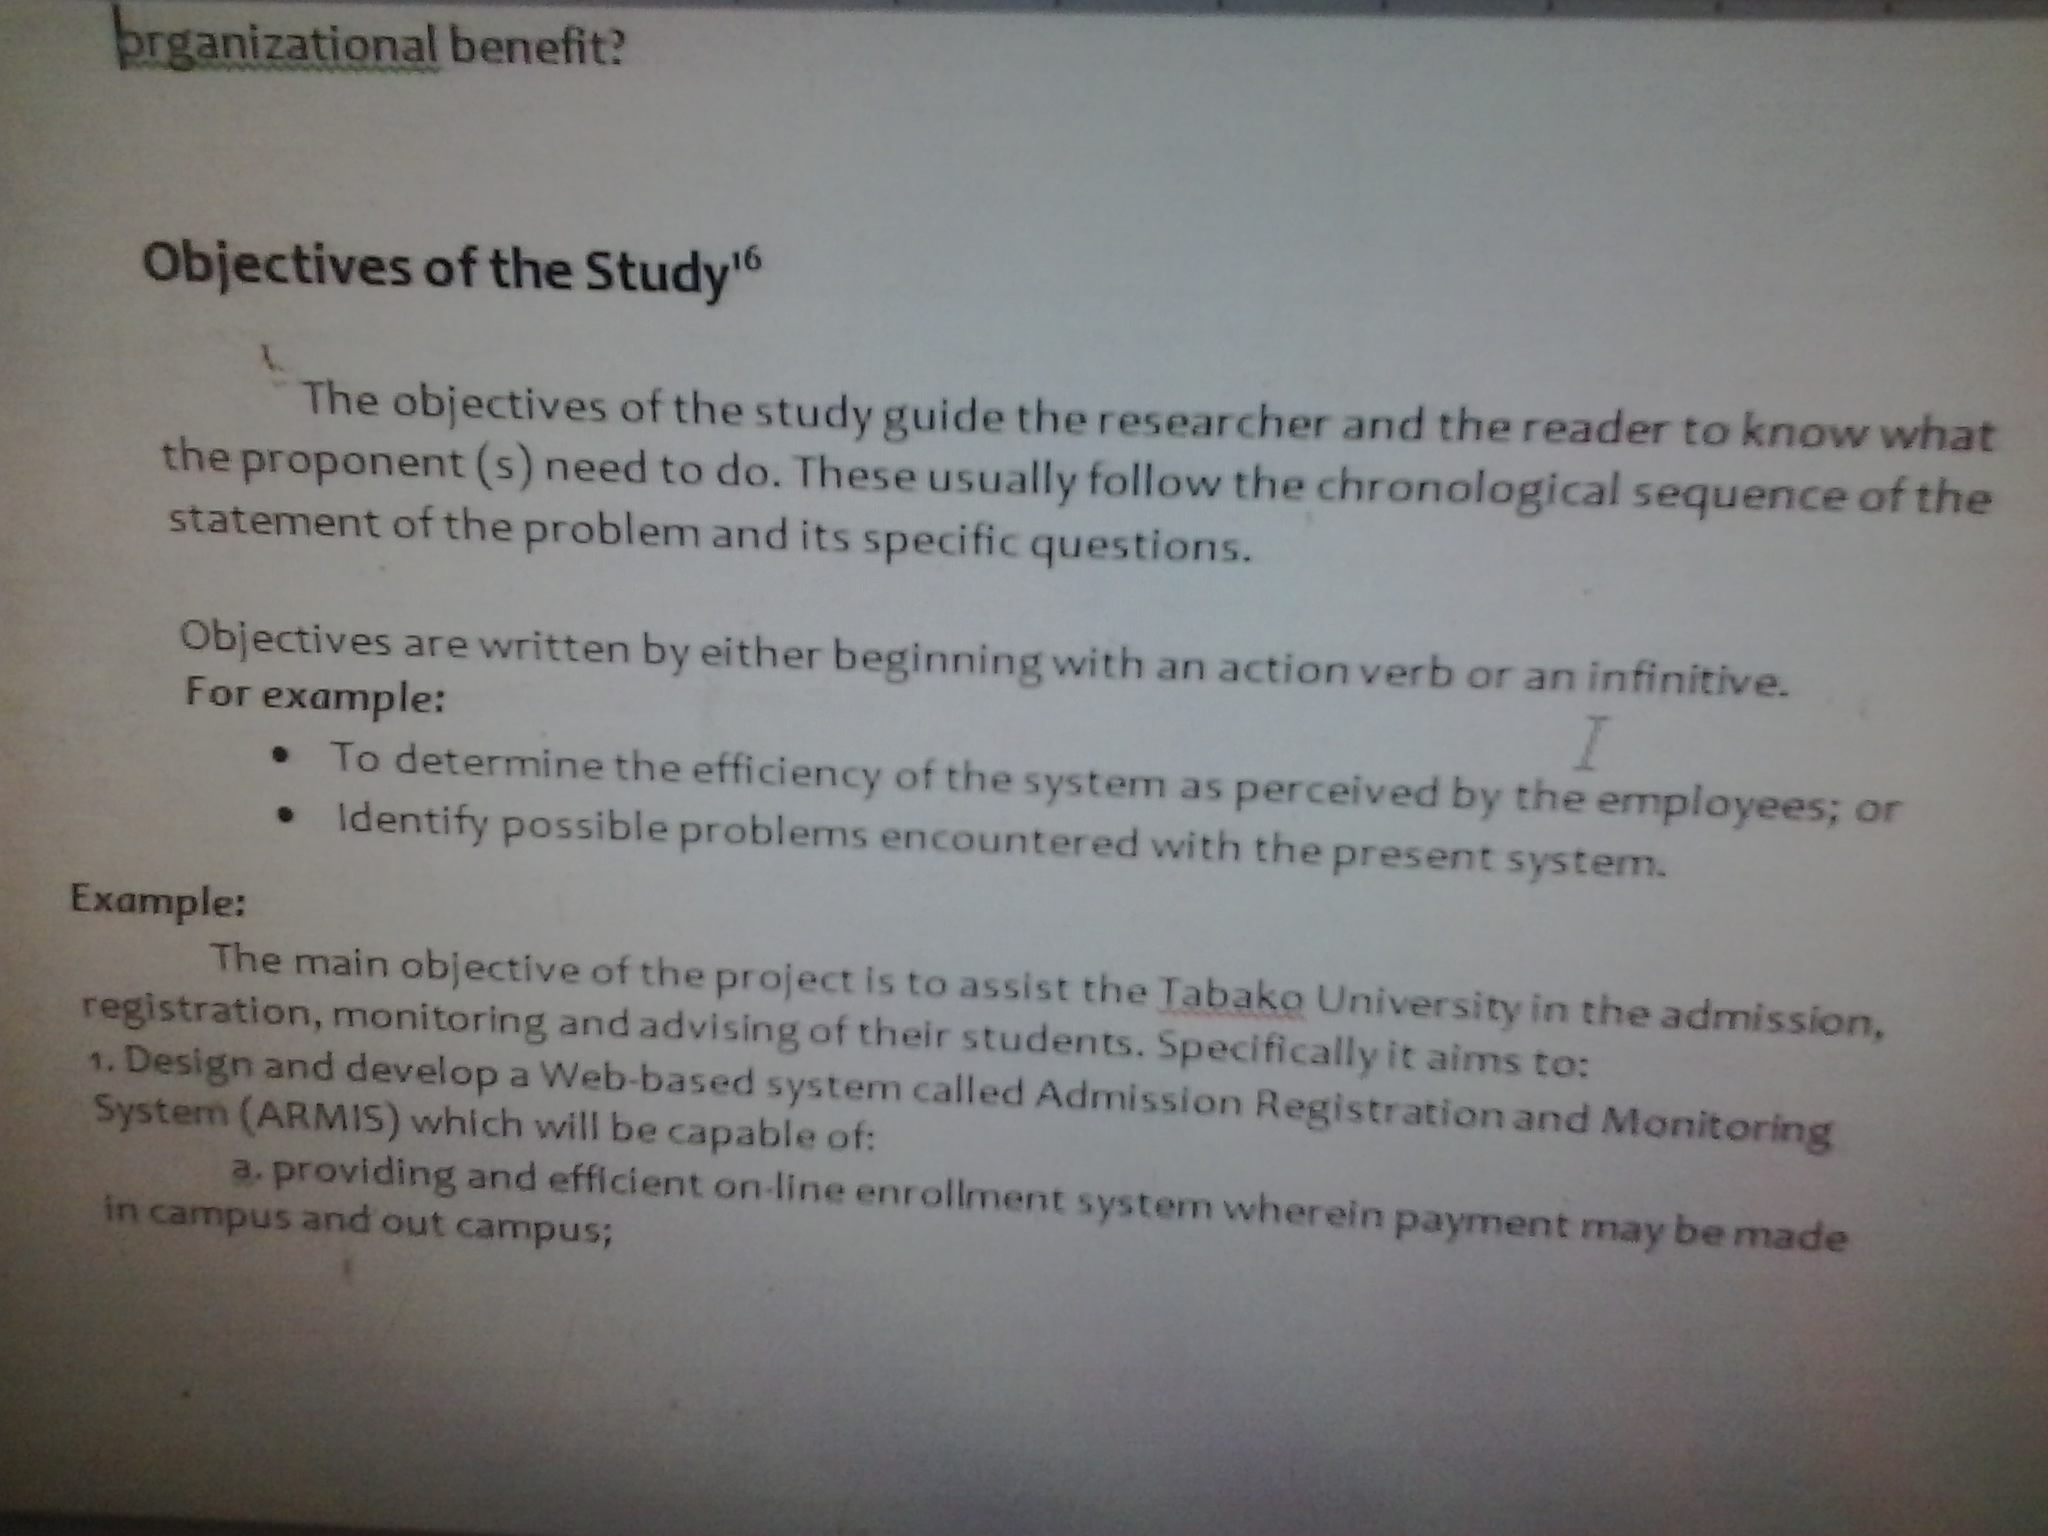 organizational benefit?
Objectives of the Study¹⁶
The objectives of the study guide the researcher and the reader to know what
the proponent (s) need to do. These usually follow the chronological sequence of the
statement of the problem and its specific questions.
Objectives are written by either beginning with an action verb or an infinitive.
For example:
• To determine the efficiency of the system as perceived by the employees; or
• Identify possible problems encountered with the present system.
Example:
The main objective of the project is to assist the Tabako University in the admission,
registration, monitoring and advising of their students. Specifically it aims to:
1. Design and develop a Web-based system called Admission Registration and Monitoring
System (ARMIS) which will be capable of:
a. providing and efficient on-line enrollment system wherein payment may be made
in campus and out campus;